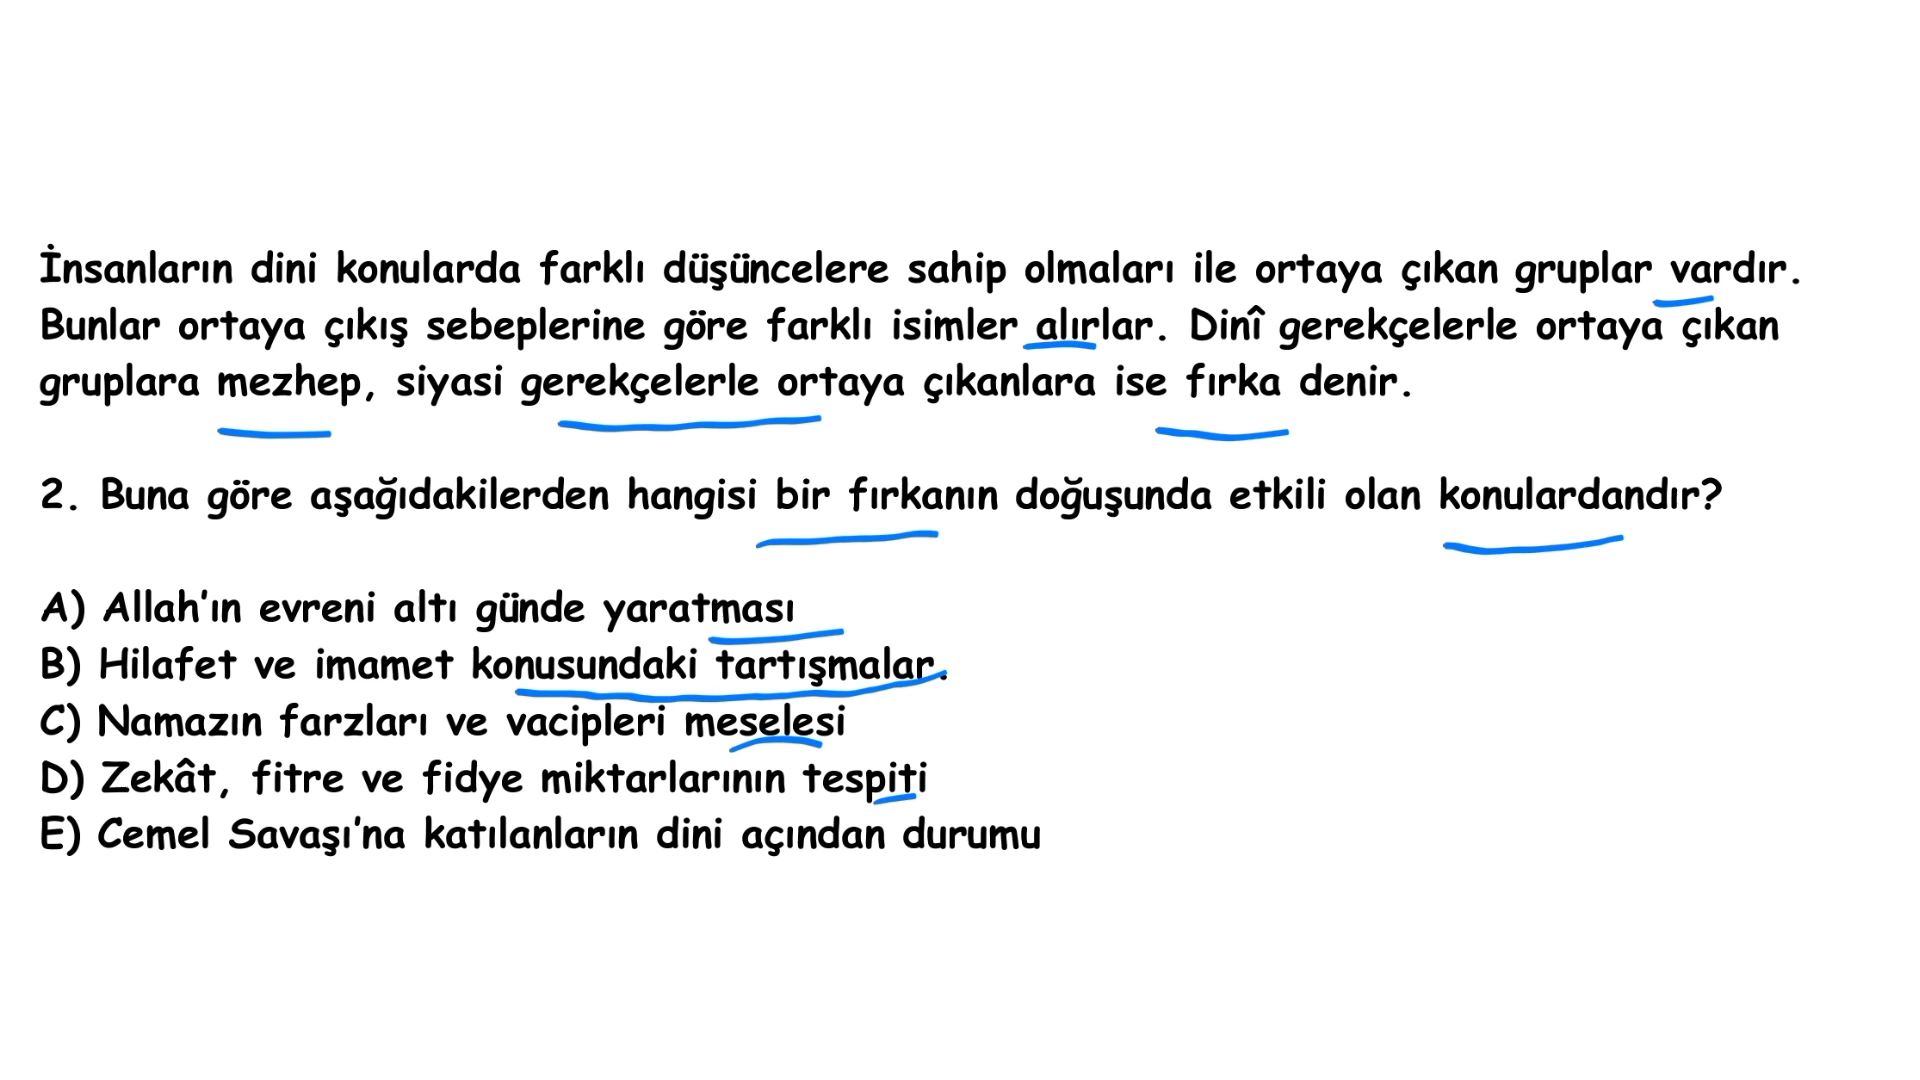 İnsanların dini konularda farklı düşüncelere sahip olmaları ile ortaya çıkan gruplar vardır.
Bunlar ortaya çıkış sebeplerine göre farklı isimler alırlar. Dinî gerekçelerle ortaya çıkan
gruplara mezhep, siyasi gerekçelerle ortaya çıkanlara ise fırka denir.
2. Buna göre aşağıdakilerden hangisi bir fırkanın doğuşunda etkili olan konulardandır?
A) Allah'ın evreni altı günde yaratması
B) Hilafet ve imamet konusundaki tartışmalar.
C) Namazın farzları ve vacipleri meselesi
D) Zekât, fitre ve fidye miktarlarının tespiti
E) Cemel Savaşı'na katılanların dini açından durumu